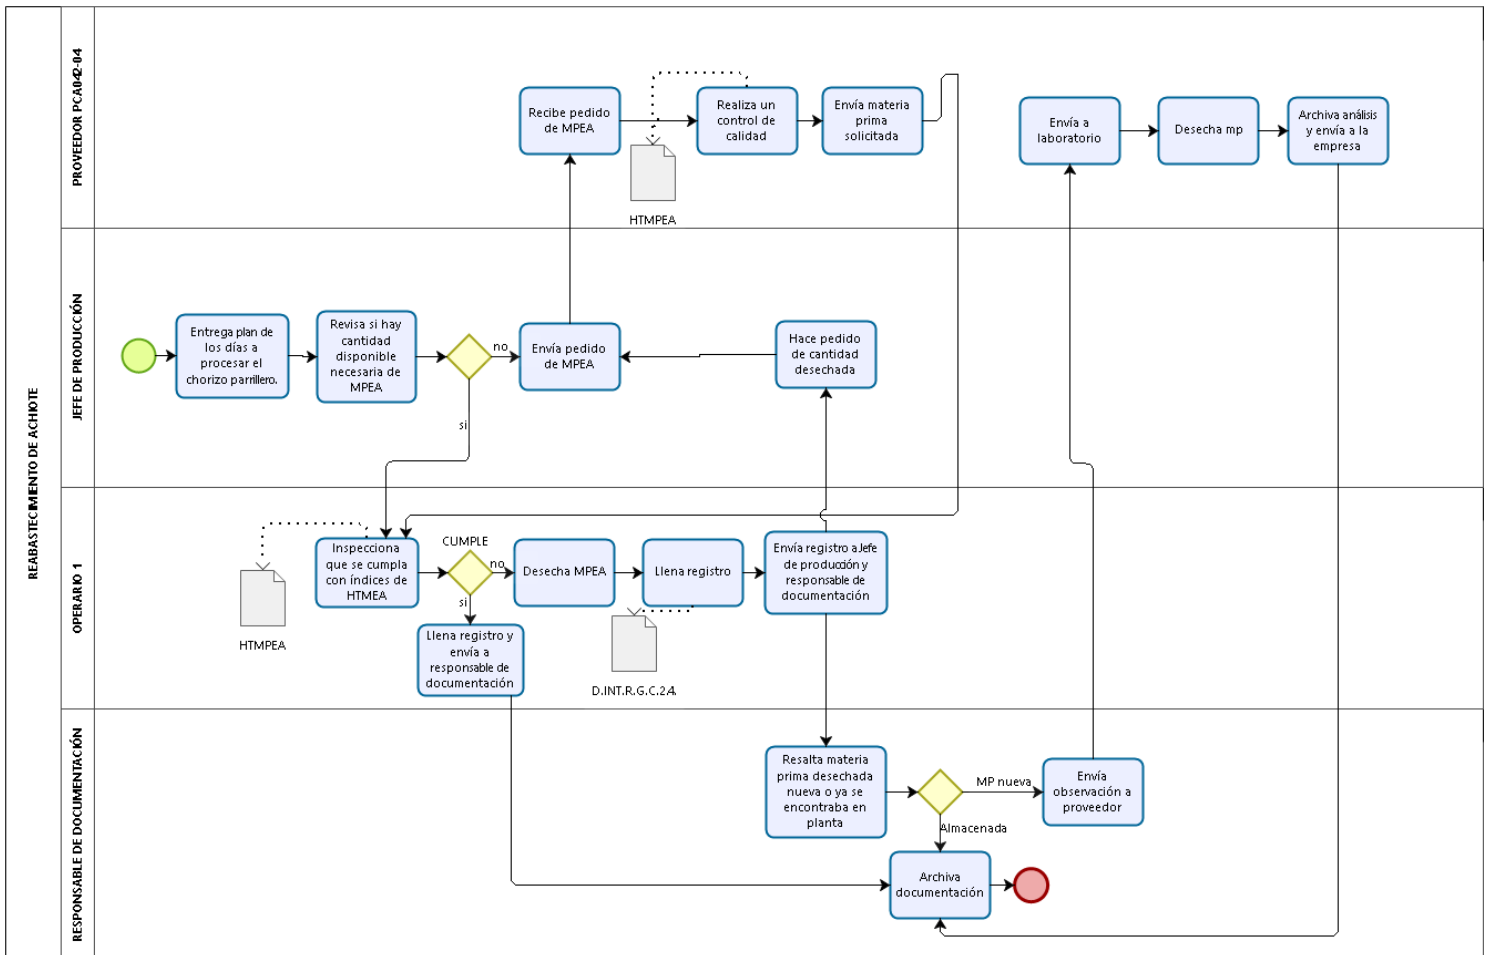 REABASTECIMIENTO DE ACHIOTE
PROVEEDOR PCA042-04
Recibe pedido
de MPEA
Realiza un
control de
calidad
Envía materia
prima
solicitada
HTMPEA
Envía a
laboratorio
Desecha mp
Archiva análisis
y envía a la
empresa
JEFE DE PRODUCCIÓN
Entrega plan de
los días a
procesar el
chorizo parrillero.
Revisa si hay
cantidad
disponible
necesaria de
MPEA
no
si
Envía pedido
de MPEA
Hace pedido
de cantidad
desechada
OPERARIO 1
HTMPEA
Inspecciona
que se cumpla
con índices de
HTMEA
CUMPLE
no
si
Desecha MPEA
Llena registro
Envía registro a Jefe
de producción y
responsable de
documentación
Llena registro y
envía a
responsable de
documentación
D.INT.R.G.C.2.4.
RESPONSABLE DE DOCUMENTACIÓN
Resalta materia
prima desechada
nueva o ya se
encontraba en
planta
MP nueva
Almacenada
Envía
observación a
proveedor
Archiva
documentación